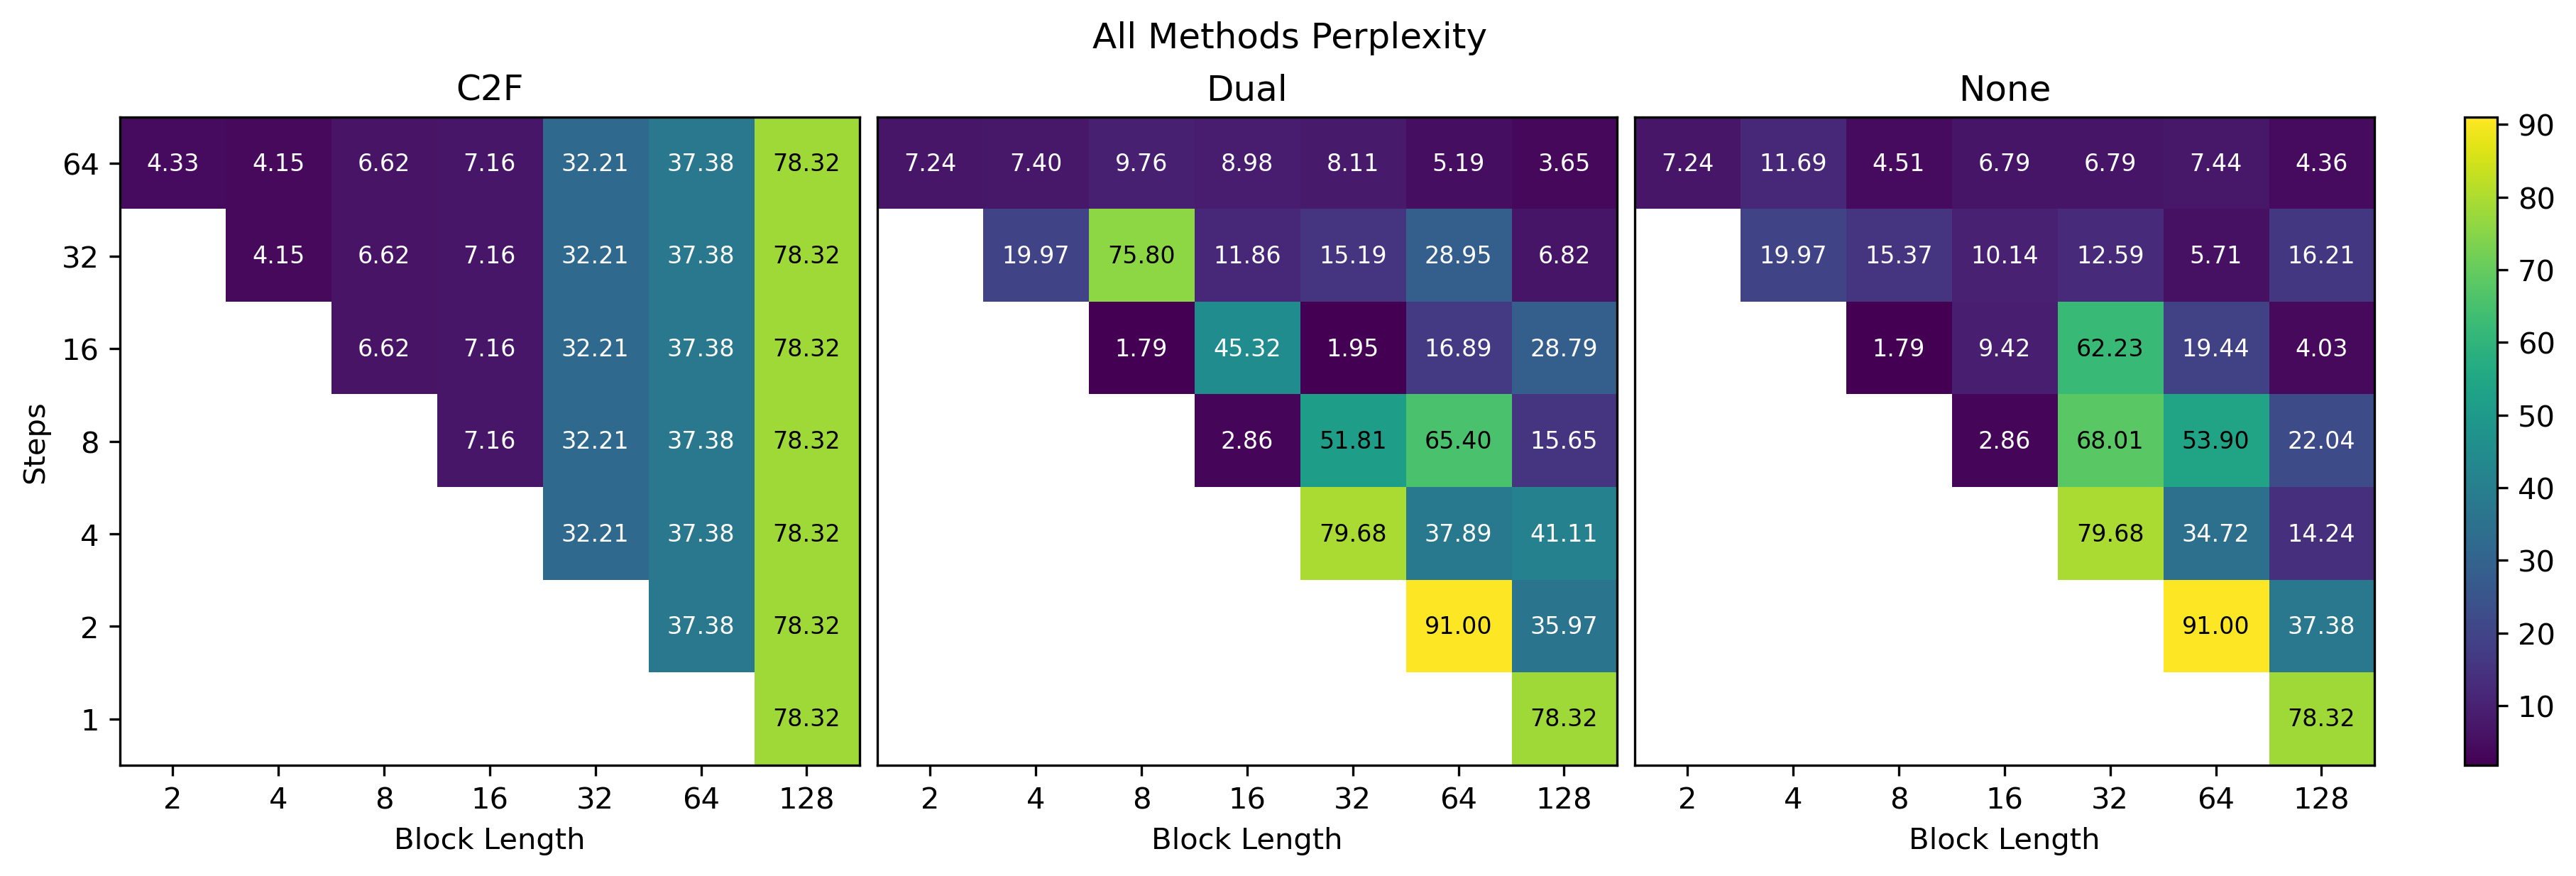 All Methods Perplexity
C2F
Dual
None
64 4.33 4.15 6.62 7.16 32.21 37.38 78.32 7.24 7.40 9.76 8.98 8.11 5.19 3.65 7.24 11.69 4.51 6.79 6.79 7.44 4.36
32 4.15 6.62 7.16 32.21 37.38 78.32 19.97 75.80 11.86 15.19 28.95 6.82 19.97 15.37 10.14 12.59 5.71 16.21
16 6.62 7.16 32.21 37.38 78.32 1.79 45.32 1.95 16.89 28.79 1.79 9.42 62.23 19.44 4.03
8 7.16 32.21 37.38 78.32 2.86 51.81 65.40 15.65 2.86 68.01 53.90 22.04
4 32.21 37.38 78.32 79.68 37.89 41.11 79.68 34.72 14.24
2 37.38 78.32 91.00 35.97 91.00 37.38
1 78.32 78.32 78.32
Steps
2 4 8 16 32 64 128
2 4 8 16 32 64 128
2 4 8 16 32 64 128
Block Length
Block Length
Block Length
90
80
70
60
50
40
30
20
10